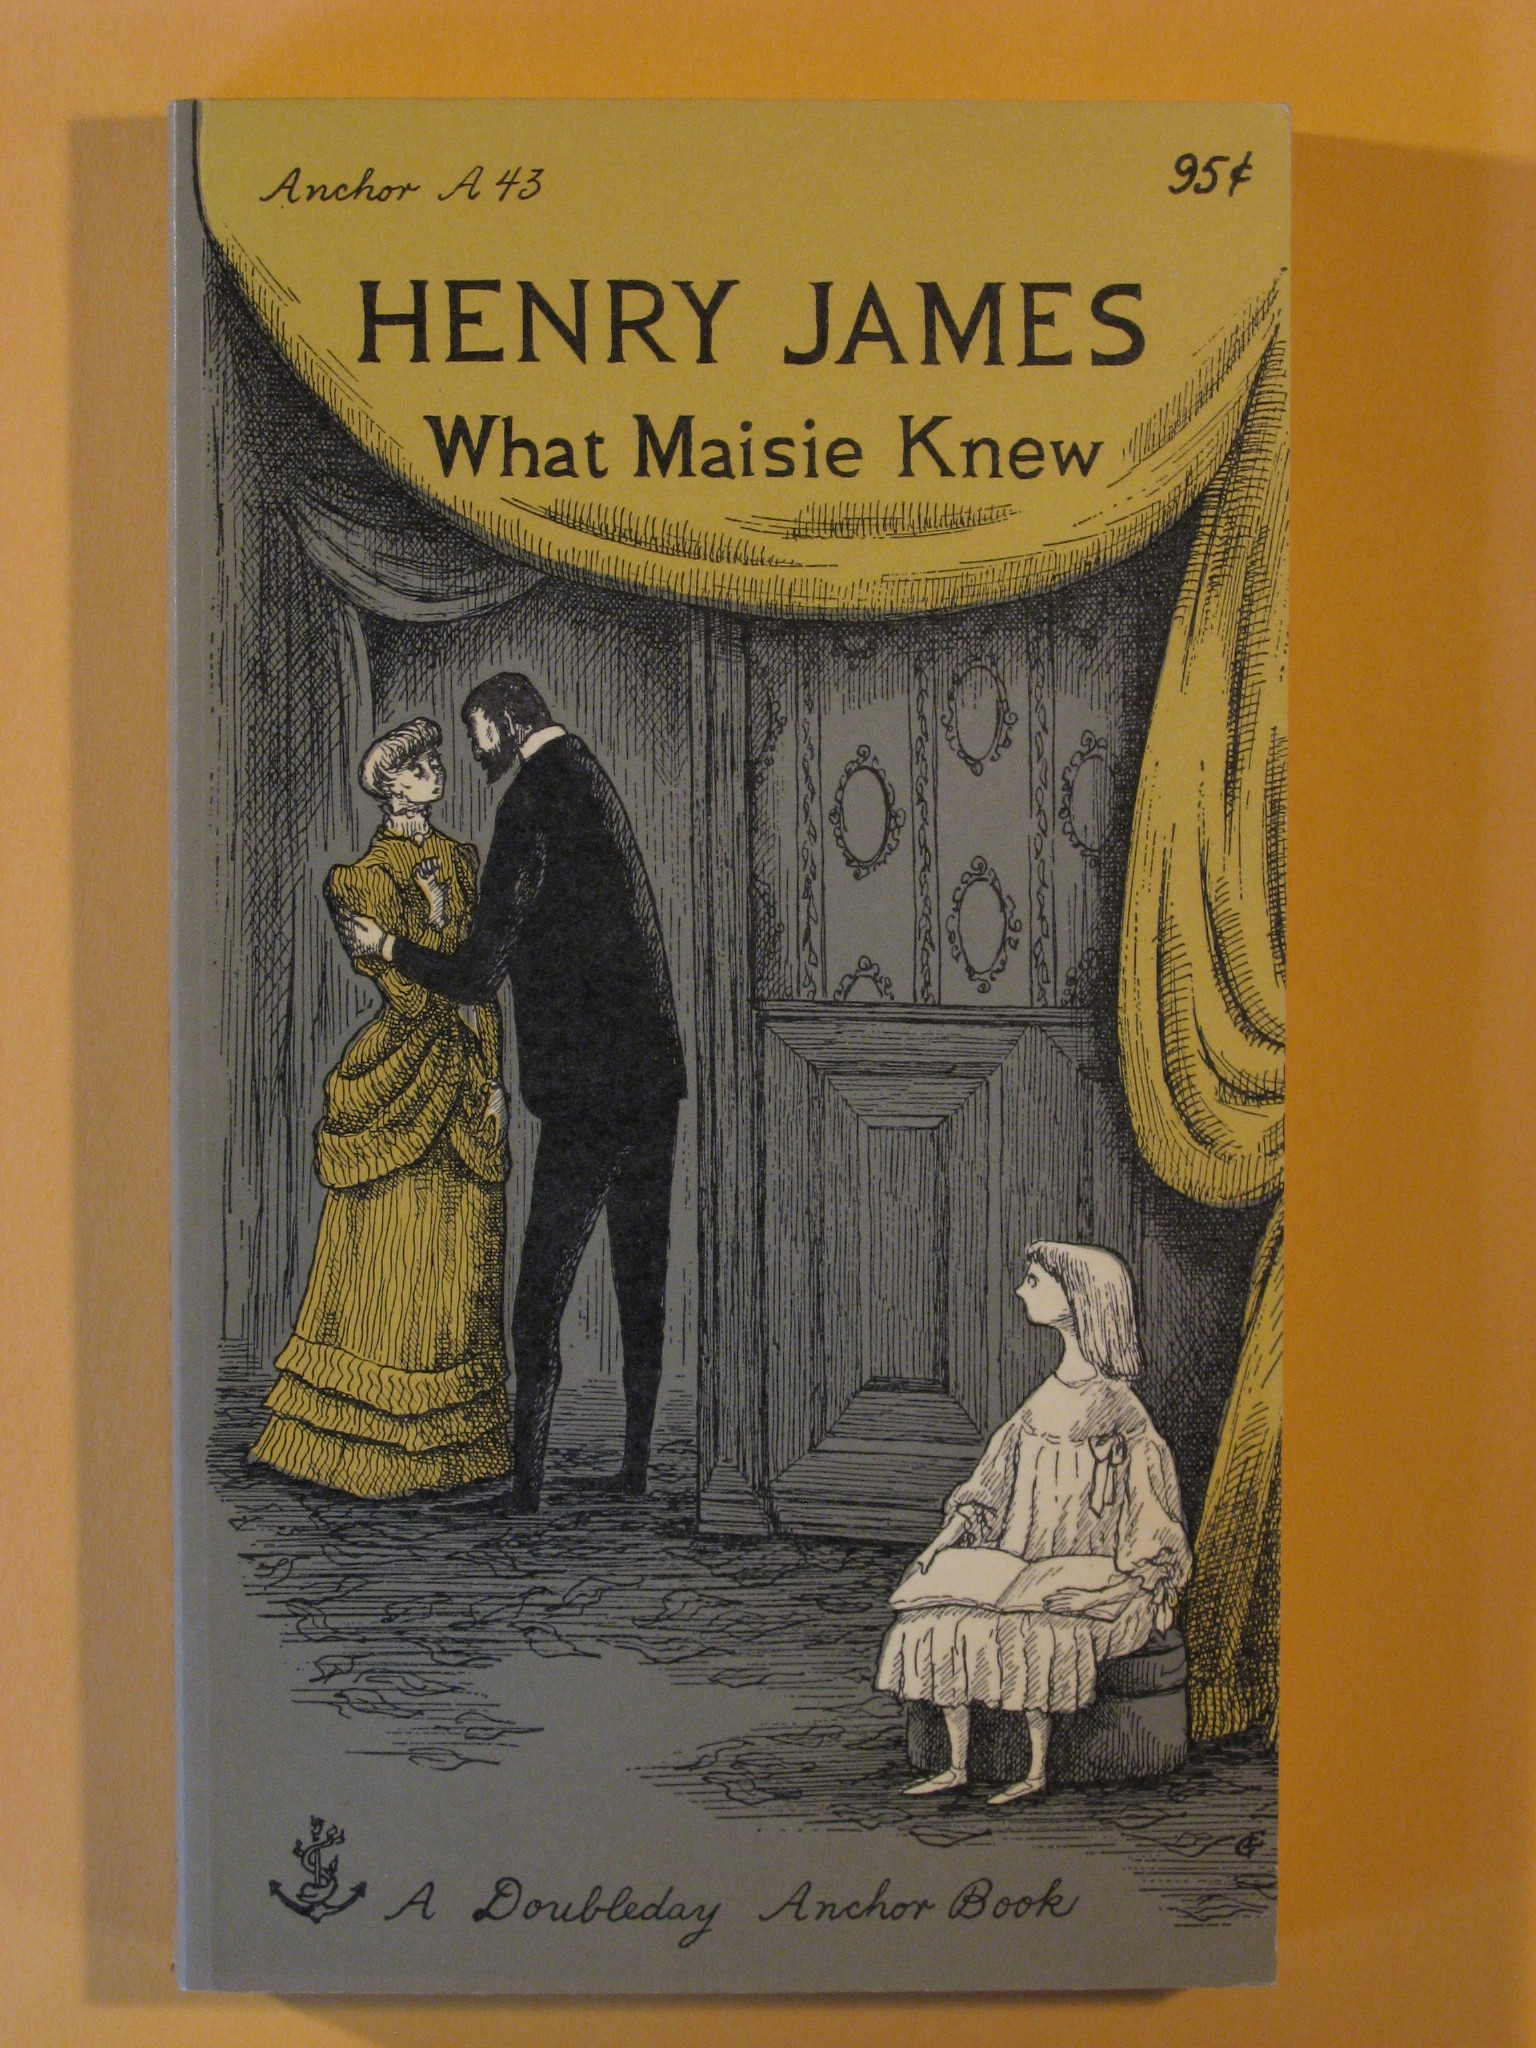 Anchor A 43
95¢
HENRY JAMES
What Maisie Knew
A Doubleday Anchor Book